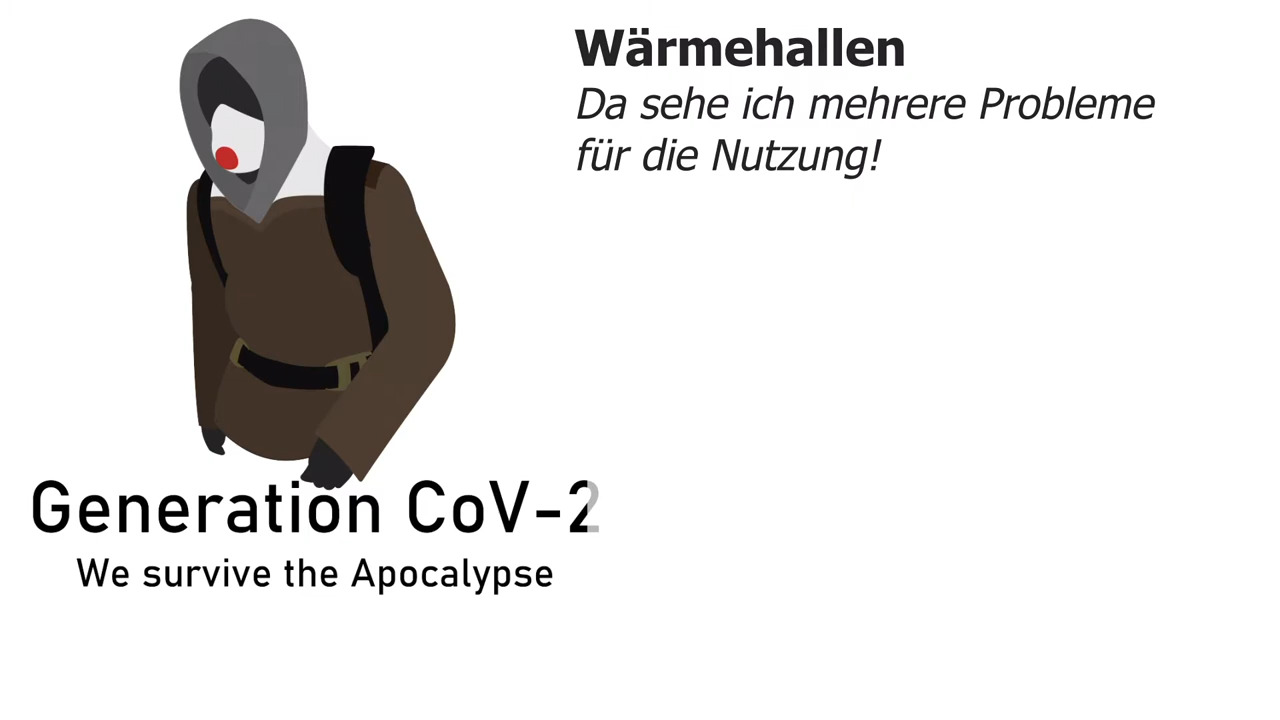 Wärmehallen
Da sehe ich mehrere Probleme
für die Nutzung!
Generation CoV-2
We survive the Apocalypse